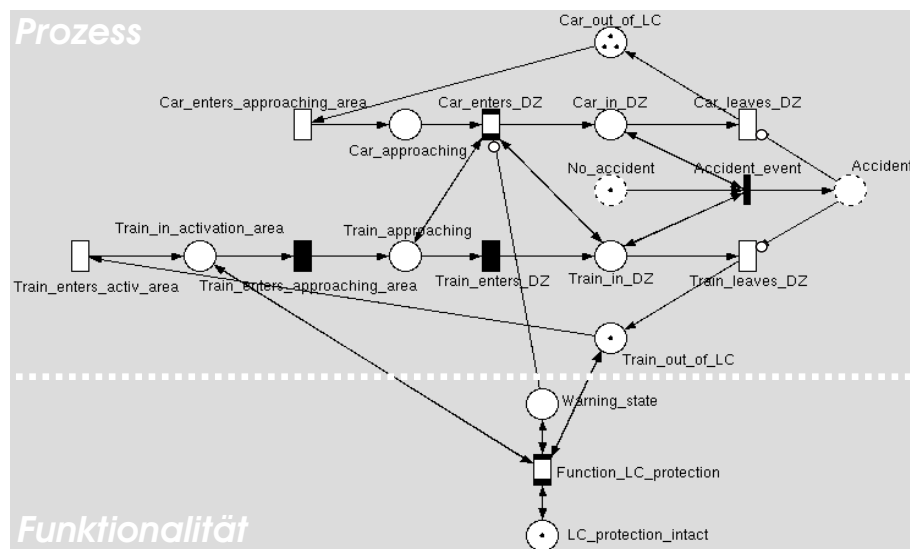 Prozess
Car_out_of_LC
Car_enters_approaching_area
Car_enters_DZ
Car_in_DZ
Car_leaves_DZ
Car_approaching
No_accident
Accident_event
Accident
Train_in_activation_area
Train_approaching
Train_enters_activ_area
Train_enters_approaching_area
Train_enters_DZ
Train_in_DZ
Train_leaves_DZ
Train_out_of_LC
Warning_state
Function_LC_protection
Funktionalität
LC_protection_intact